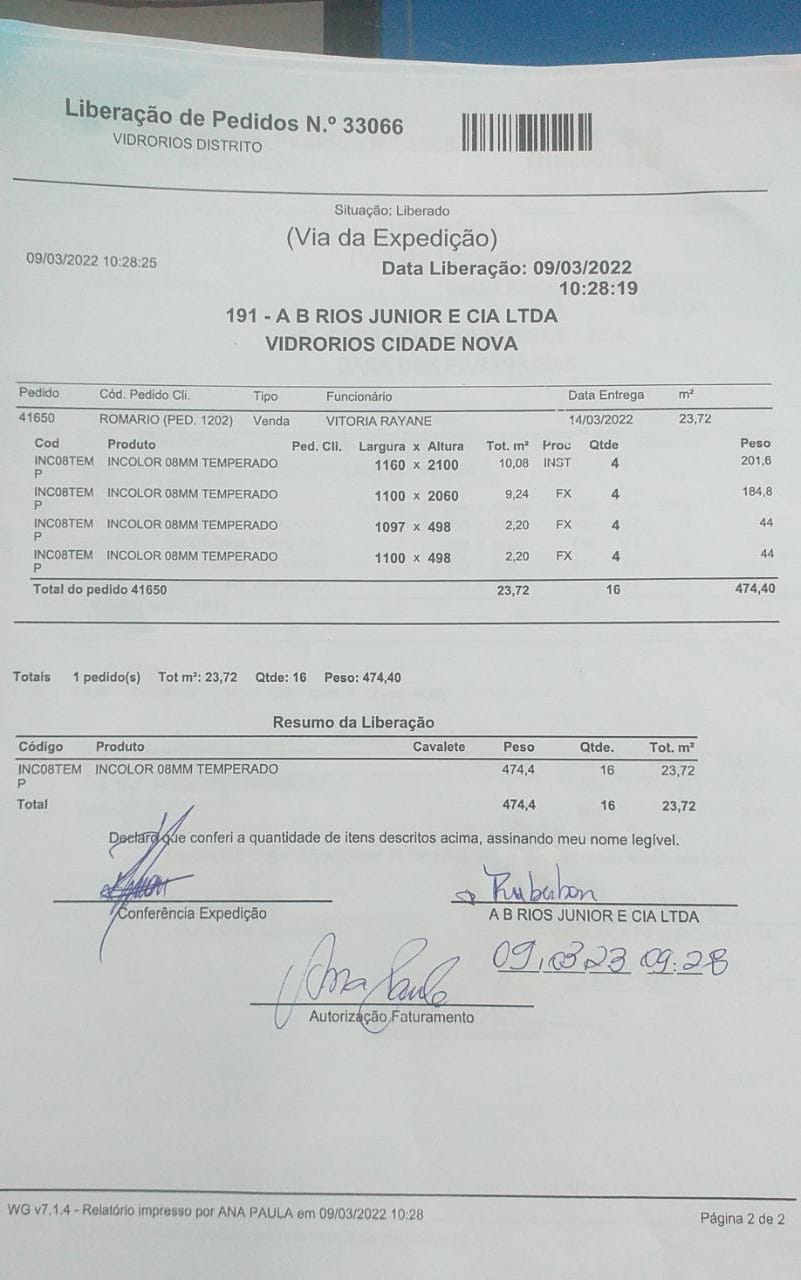 Liberação de Pedidos N.º 33066
VIDRORIOS DISTRITO
Situação: Liberado
(Via da Expedição)
09/03/2022 10:28:25
Data Liberação: 09/03/2022
10:28:19
191 - A B RIOS JUNIOR E CIA LTDA
VIDRORIOS CIDADE NOVA
Pedido Cód. Pedido Cli. Tipo Funcionário Data Entrega m²
41650 ROMARIO (PED. 1202) Venda VITORIA RAYANE 14/03/2022 23,72
Cod Produto Ped. Cli. Largura x Altura Tot. m² Proc Qtde Peso
INC08TEM INCOLOR 08MM TEMPERADO 1160 x 2100 10,08 INST 4 201,6
P
INC08TEM INCOLOR 08MM TEMPERADO 1100 x 2060 9,24 FX 4 184,8
P
INC08TEM INCOLOR 08MM TEMPERADO 1097 x 498 2,20 FX 4 44
P
INC08TEM INCOLOR 08MM TEMPERADO 1100 x 498 2,20 FX 4 44
P
Total do pedido 41650 23,72 16 474,40
Totais 1 pedido(s) Tot m²: 23,72 Qtde: 16 Peso: 474,40
Resumo da Liberação
Código Produto Cavalete Peso Qtde. Tot. m²
INC08TEM INCOLOR 08MM TEMPERADO 474,4 16 23,72
P
Total 474,4 16 23,72
Declaro que conferi a quantidade de itens descritos acima, assinando meu nome legível.
Conferência Expedição
A B RIOS JUNIOR E CIA LTDA
09,03,23 09:28
Ana Paula
Autorização Faturamento
WG v7.1.4 - Relatório impresso por ANA PAULA em 09/03/2022 10:28
Página 2 de 2